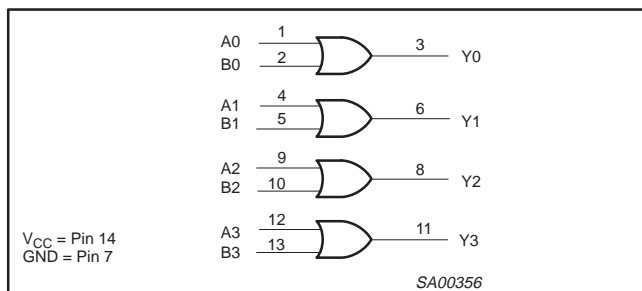 A0 1 3 Y0
B0 2
A1 4 6 Y1
B1 5
A2 9 8 Y2
B2 10
A3 12 11 Y3
B3 13
VCC = Pin 14
GND = Pin 7
SA00356